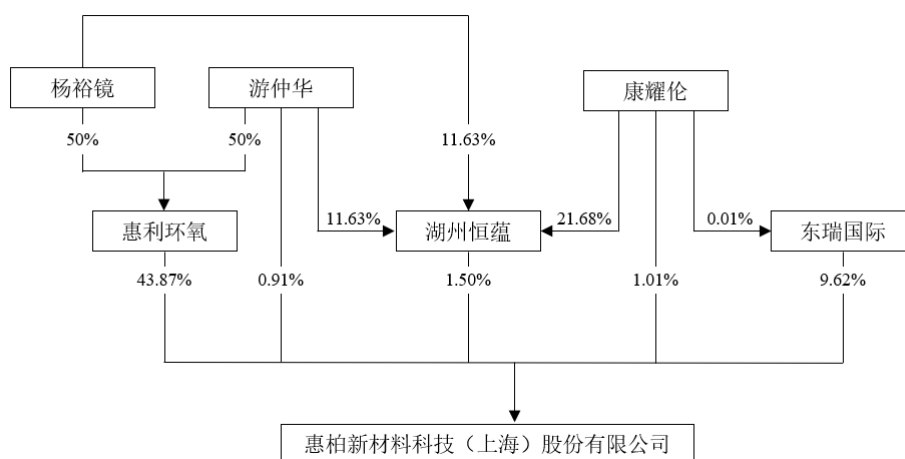 杨裕镜
游仲华
康耀伦
50%
50%
11.63%
11.63%
21.68%
0.01%
惠利环氧
湖州恒蕴
东瑞国际
43.87%
0.91%
1.50%
1.01%
9.62%
惠柏新材料科技（上海）股份有限公司